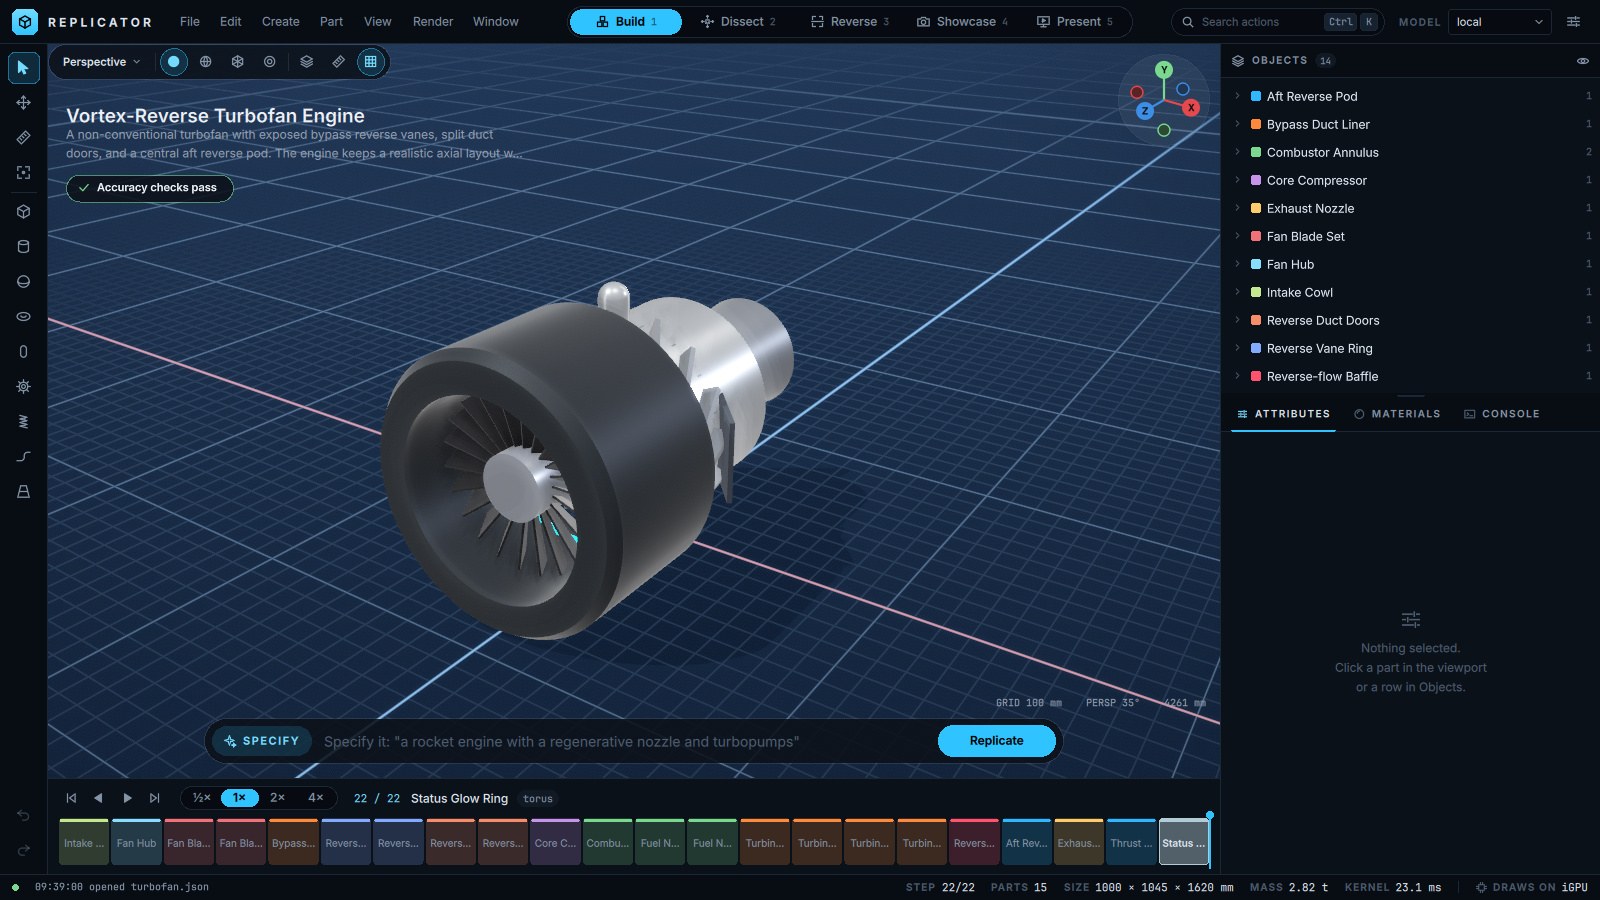 REPLICATOR File Edit Create Part View Render Window Build 1 Dissect 2 Reverse 3 Showcase 4 Present 5 Search actions Ctrl K MODEL local
Perspective
Y
X
Z
Vortex-Reverse Turbofan Engine
A non-conventional turbofan with exposed bypass reverse vanes, split duct
doors, and a central aft reverse pod. The engine keeps a realistic axial layout w...
Accuracy checks pass
OBJECTS 14
Aft Reverse Pod 1
Bypass Duct Liner 1
Combustor Annulus 2
Core Compressor 1
Exhaust Nozzle 1
Fan Blade Set 1
Fan Hub 1
Intake Cowl 1
Reverse Duct Doors 1
Reverse Vane Ring 1
Reverse-flow Baffle 1
ATTRIBUTES MATERIALS CONSOLE
Nothing selected.
Click a part in the viewport
or a row in Objects.
GRID 100 mm PERSP 35° 4261 mm
SPECIFY Specify it: "a rocket engine with a regenerative nozzle and turbopumps" Replicate
½× 1× 2× 4× 22 / 22 Status Glow Ring torus
Intake ... Fan Hub Fan Bla... Fan Bla... Bypass... Revers... Revers... Revers... Revers... Core C... Combu... Fuel N... Fuel N... Turbin... Turbin... Turbin... Turbin... Revers... Aft Rev... Exhaus... Thrust ... Status ...
09:39:00 opened turbofan.json STEP 22/22 PARTS 15 SIZE 1000 × 1045 × 1620 mm MASS 2.82 t KERNEL 23.1 ms DRAWS ON iGPU